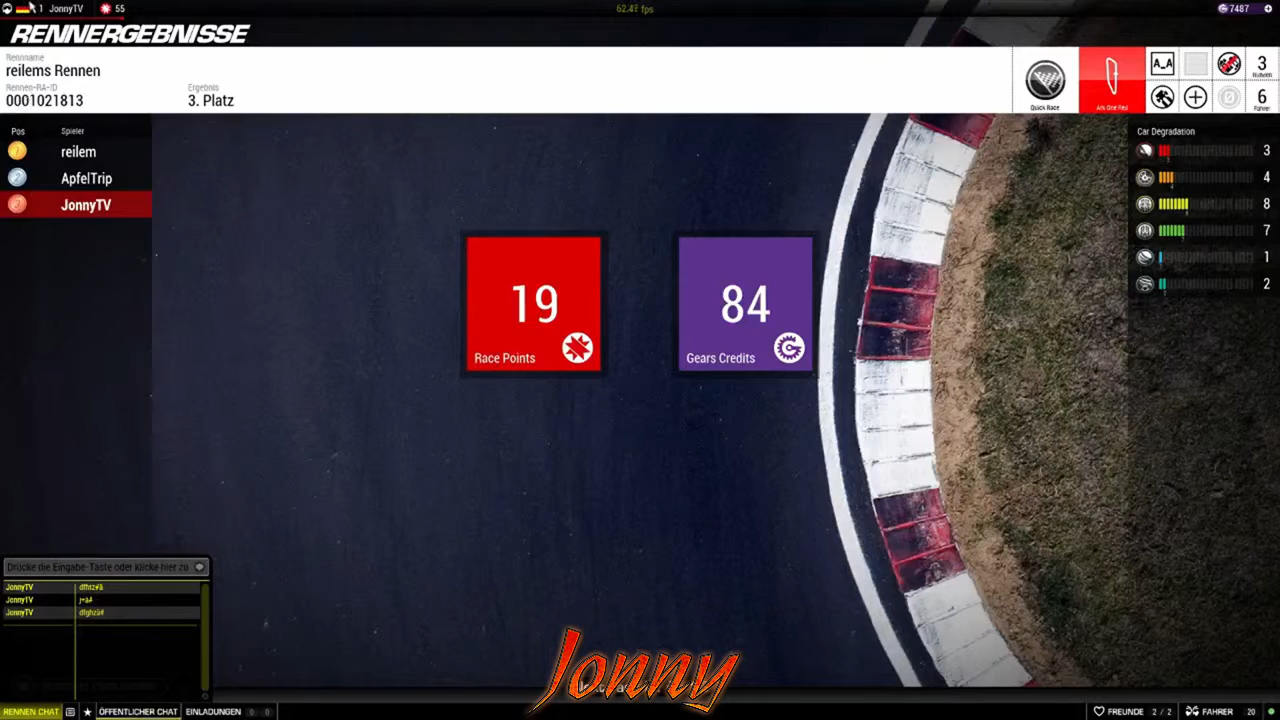 1 JonnyTV
55
fps
7487
RENNERGEBNISSE
Rennname
reilems Rennen
Rennen-RA-ID
0001021813
Ergebnis
3. Platz
Quick Race
A_A
3
6
Fahrer
Pos
Spieler
reilem
ApfelTrip
JonnyTV
19
Race Points
84
Gears Credits
Car Degradation
3
4
8
7
1
2
Drücke die Eingabe-Taste oder klicke hier zu
JonnyTV
JonnyTV
JonnyTV
Jonny
RENNEN CHAT
ÖFFENTLICHER CHAT
EINLADUNGEN
FREUNDE 2 / 2
FAHRER 20